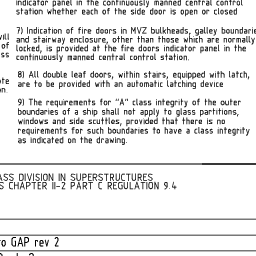 indicator panel in the continuously manned central control
station whether each of the side door is open or closed
7) Indication of fire doors in MVZ bulkheads, galley boundarie
and stairway enclosure, other than those which are normally
locked, is provided at the fire doors indicator panel in the
continuously manned central control station.
will
of
ss
8) All double leaf doors, within stairs, equipped with latch,
are to be provided with an automatic latching device
ote
on.
9) The requirements for "A" class integrity of the outer
boundaries of a ship shall not apply to glass partitions,
windows and side scuttles, provided that there is no
requirements for such boundaries to have a class integrity
as indicated on the drawing.
ASS DIVISION IN SUPERSTRUCTURES
S CHAPTER II-2 PART C REGULATION 9.4
ro GAP rev 2